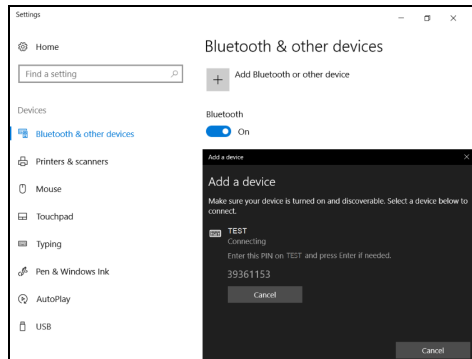 Settings
Home
Find a setting
Devices
Bluetooth & other devices
Printers & scanners
Mouse
Touchpad
Typing
Pen & Windows Ink
AutoPlay
USB
Bluetooth & other devices
Add Bluetooth or other device
Bluetooth
On
Add a device
Add a device
Make sure your device is turned on and discoverable. Select a device below to
connect.
TEST
Connecting
Enter this PIN on TEST and press Enter if needed.
39361153
Cancel
Cancel